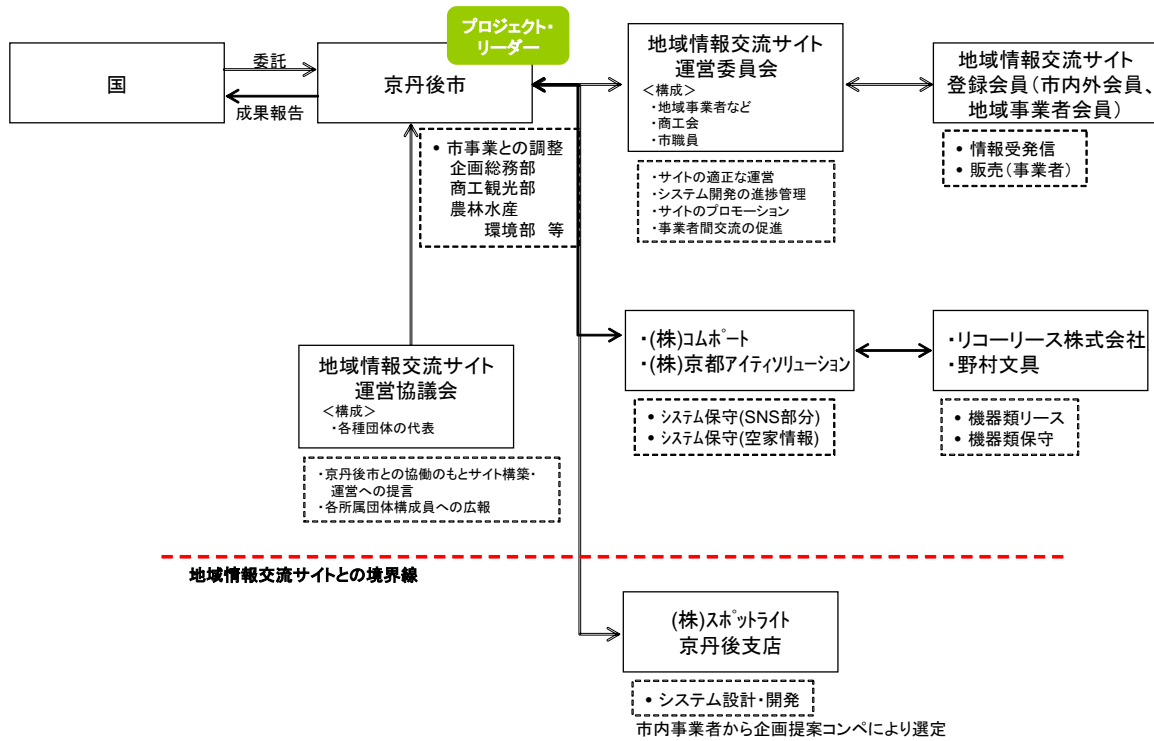 プロジェクト・
リーダー
国
委託
成果報告
京丹後市
• 市事業との調整
企画総務部
商工観光部
農林水産
環境部 等
地域情報交流サイト
運営委員会
＜構成＞
・地域事業者など
・商工会
・市職員
・サイトの適正な運営
・システム開発の進捗管理
・サイトのプロモーション
・事業者間交流の促進
地域情報交流サイト
登録会員(市内外会員、
地域事業者会員)
• 情報受発信
• 販売(事業者)
地域情報交流サイト
運営協議会
＜構成＞
・各種団体の代表
・京丹後市との協働のもとサイト構築・
運営への提言
・各所属団体構成員への広報
・(株)コムポート
・(株)京都アイティソリューション
• システム保守(SNS部分)
• システム保守(空家情報)
・リコーリース株式会社
・野村文具
• 機器類リース
• 機器類保守
地域情報交流サイトとの境界線
(株)スポットライト
京丹後支店
• システム設計・開発
市内事業者から企画提案コンペにより選定